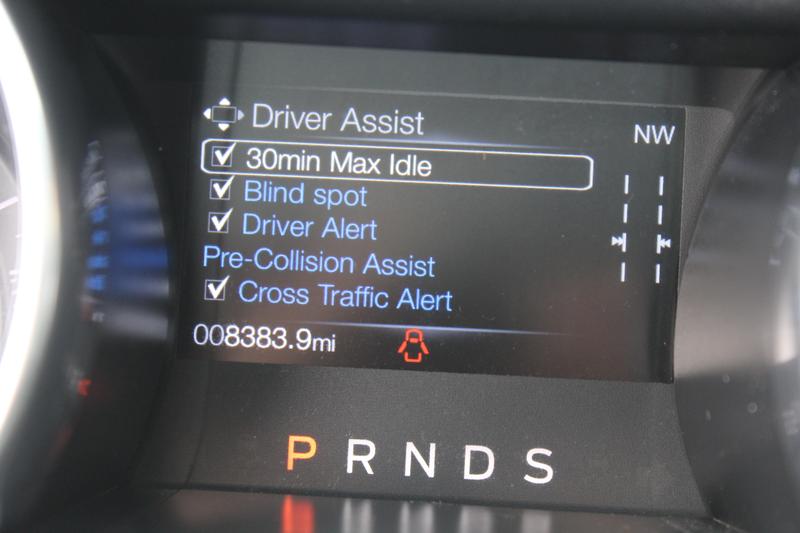 Driver Assist
NW
30min Max Idle
Blind spot
Driver Alert
Pre-Collision Assist
Cross Traffic Alert
008383.9mi
P R N D S